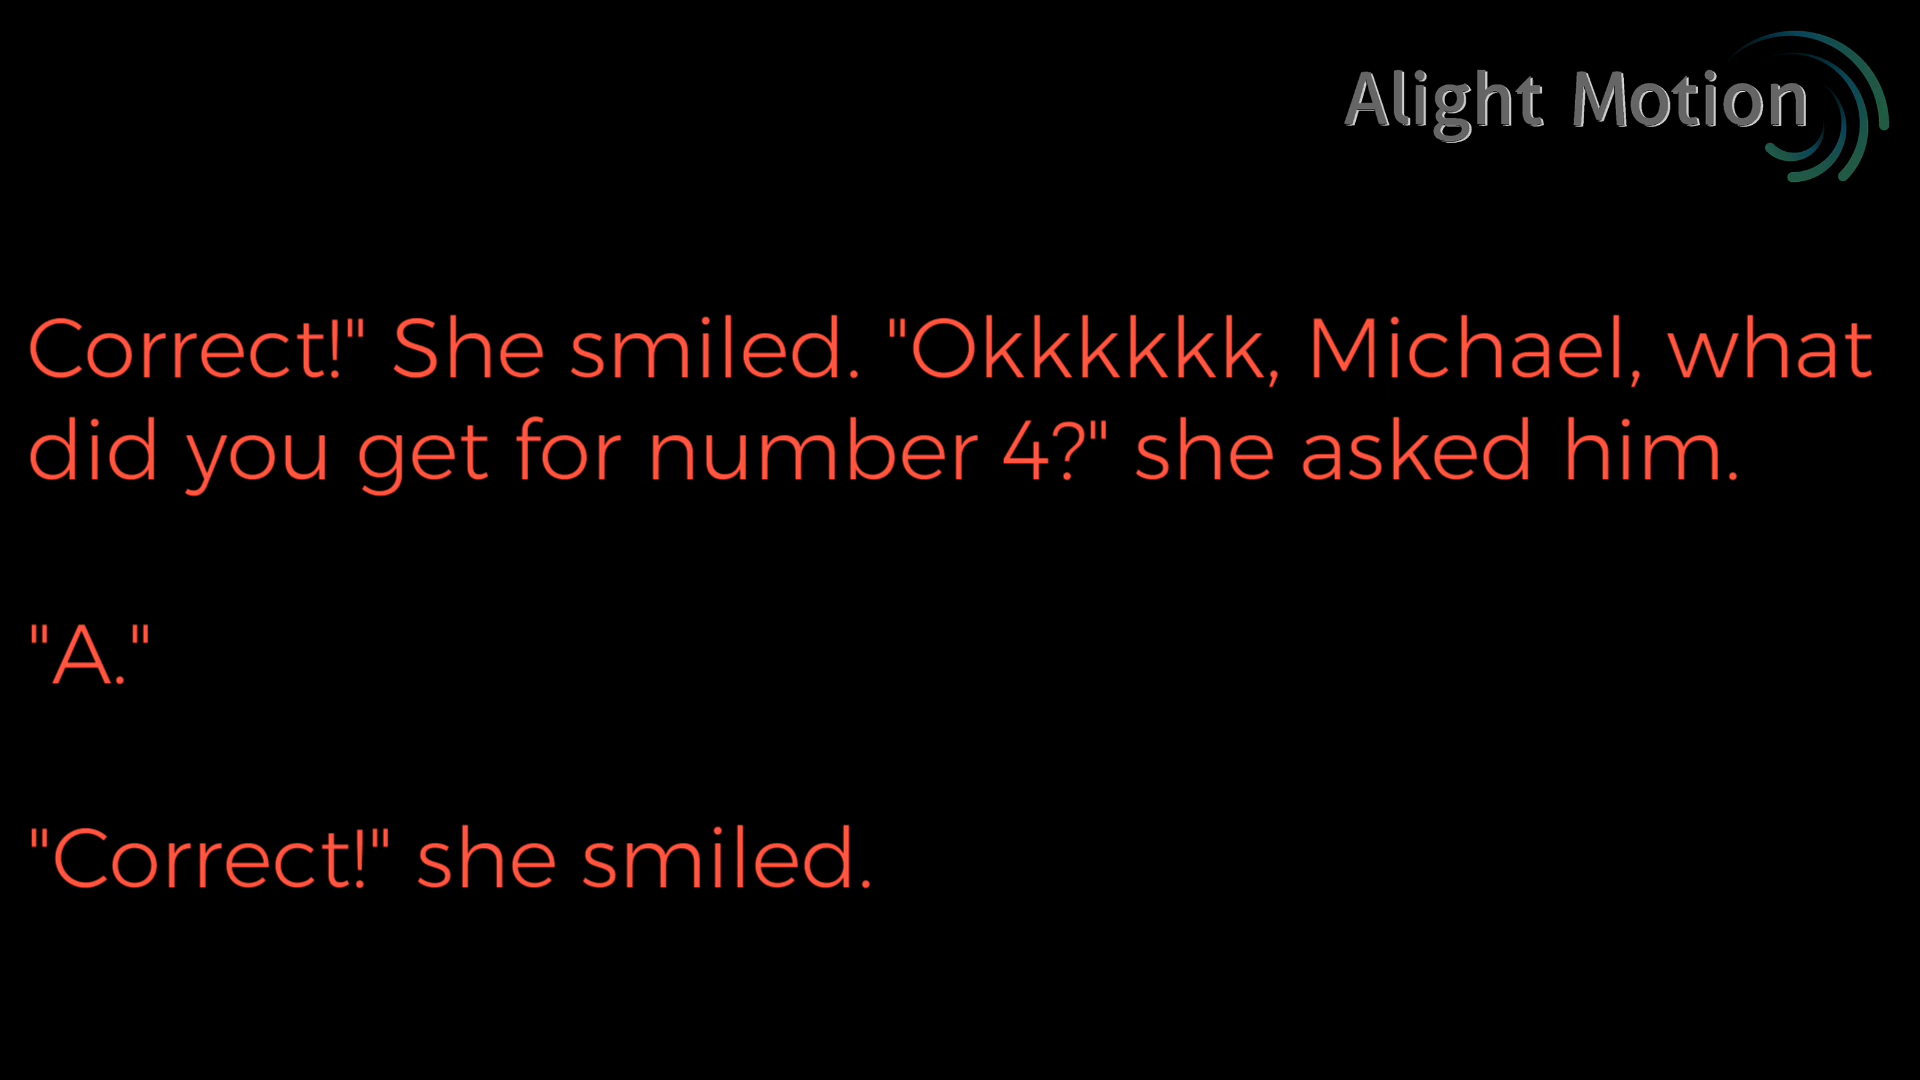 Alight Motion
Correct!" She smiled. "Okkkkkk, Michael, what
did you get for number 4?" she asked him.
"A."
"Correct!" she smiled.